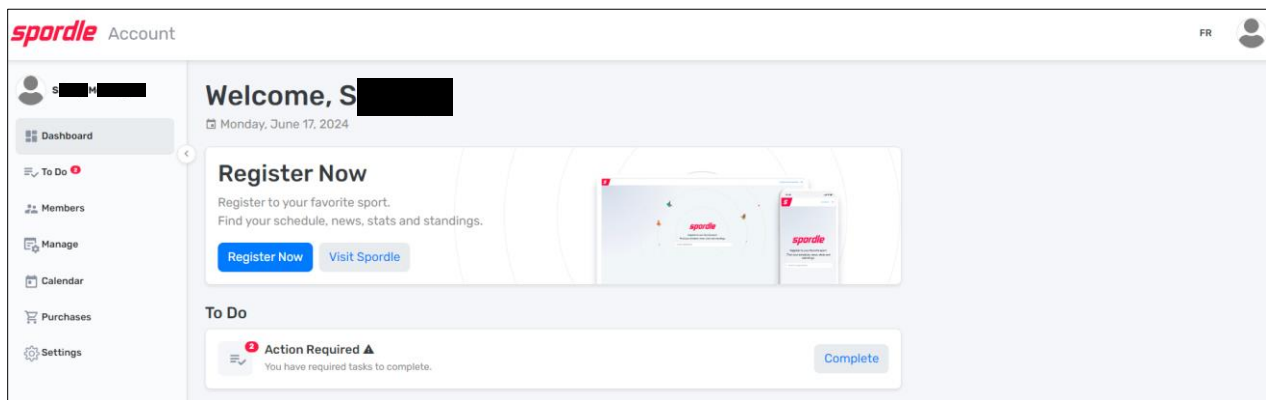 spordle Account
FR
S M
Dashboard
To Do 2
Members
Manage
Calendar
Purchases
Settings
Welcome, S
Monday, June 17, 2024
Register Now
Register to your favorite sport.
Find your schedule, news, stats and standings.
Register Now
Visit Spordle
spordle
spordle
To Do
2
Action Required
You have required tasks to complete.
Complete